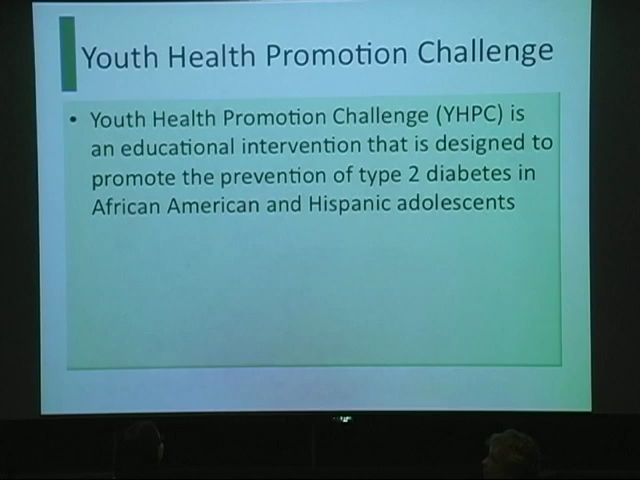 Youth Health Promotion Challenge
• Youth Health Promotion Challenge (YHPC) is
an educational intervention that is designed to
promote the prevention of type 2 diabetes in
African American and Hispanic adolescents